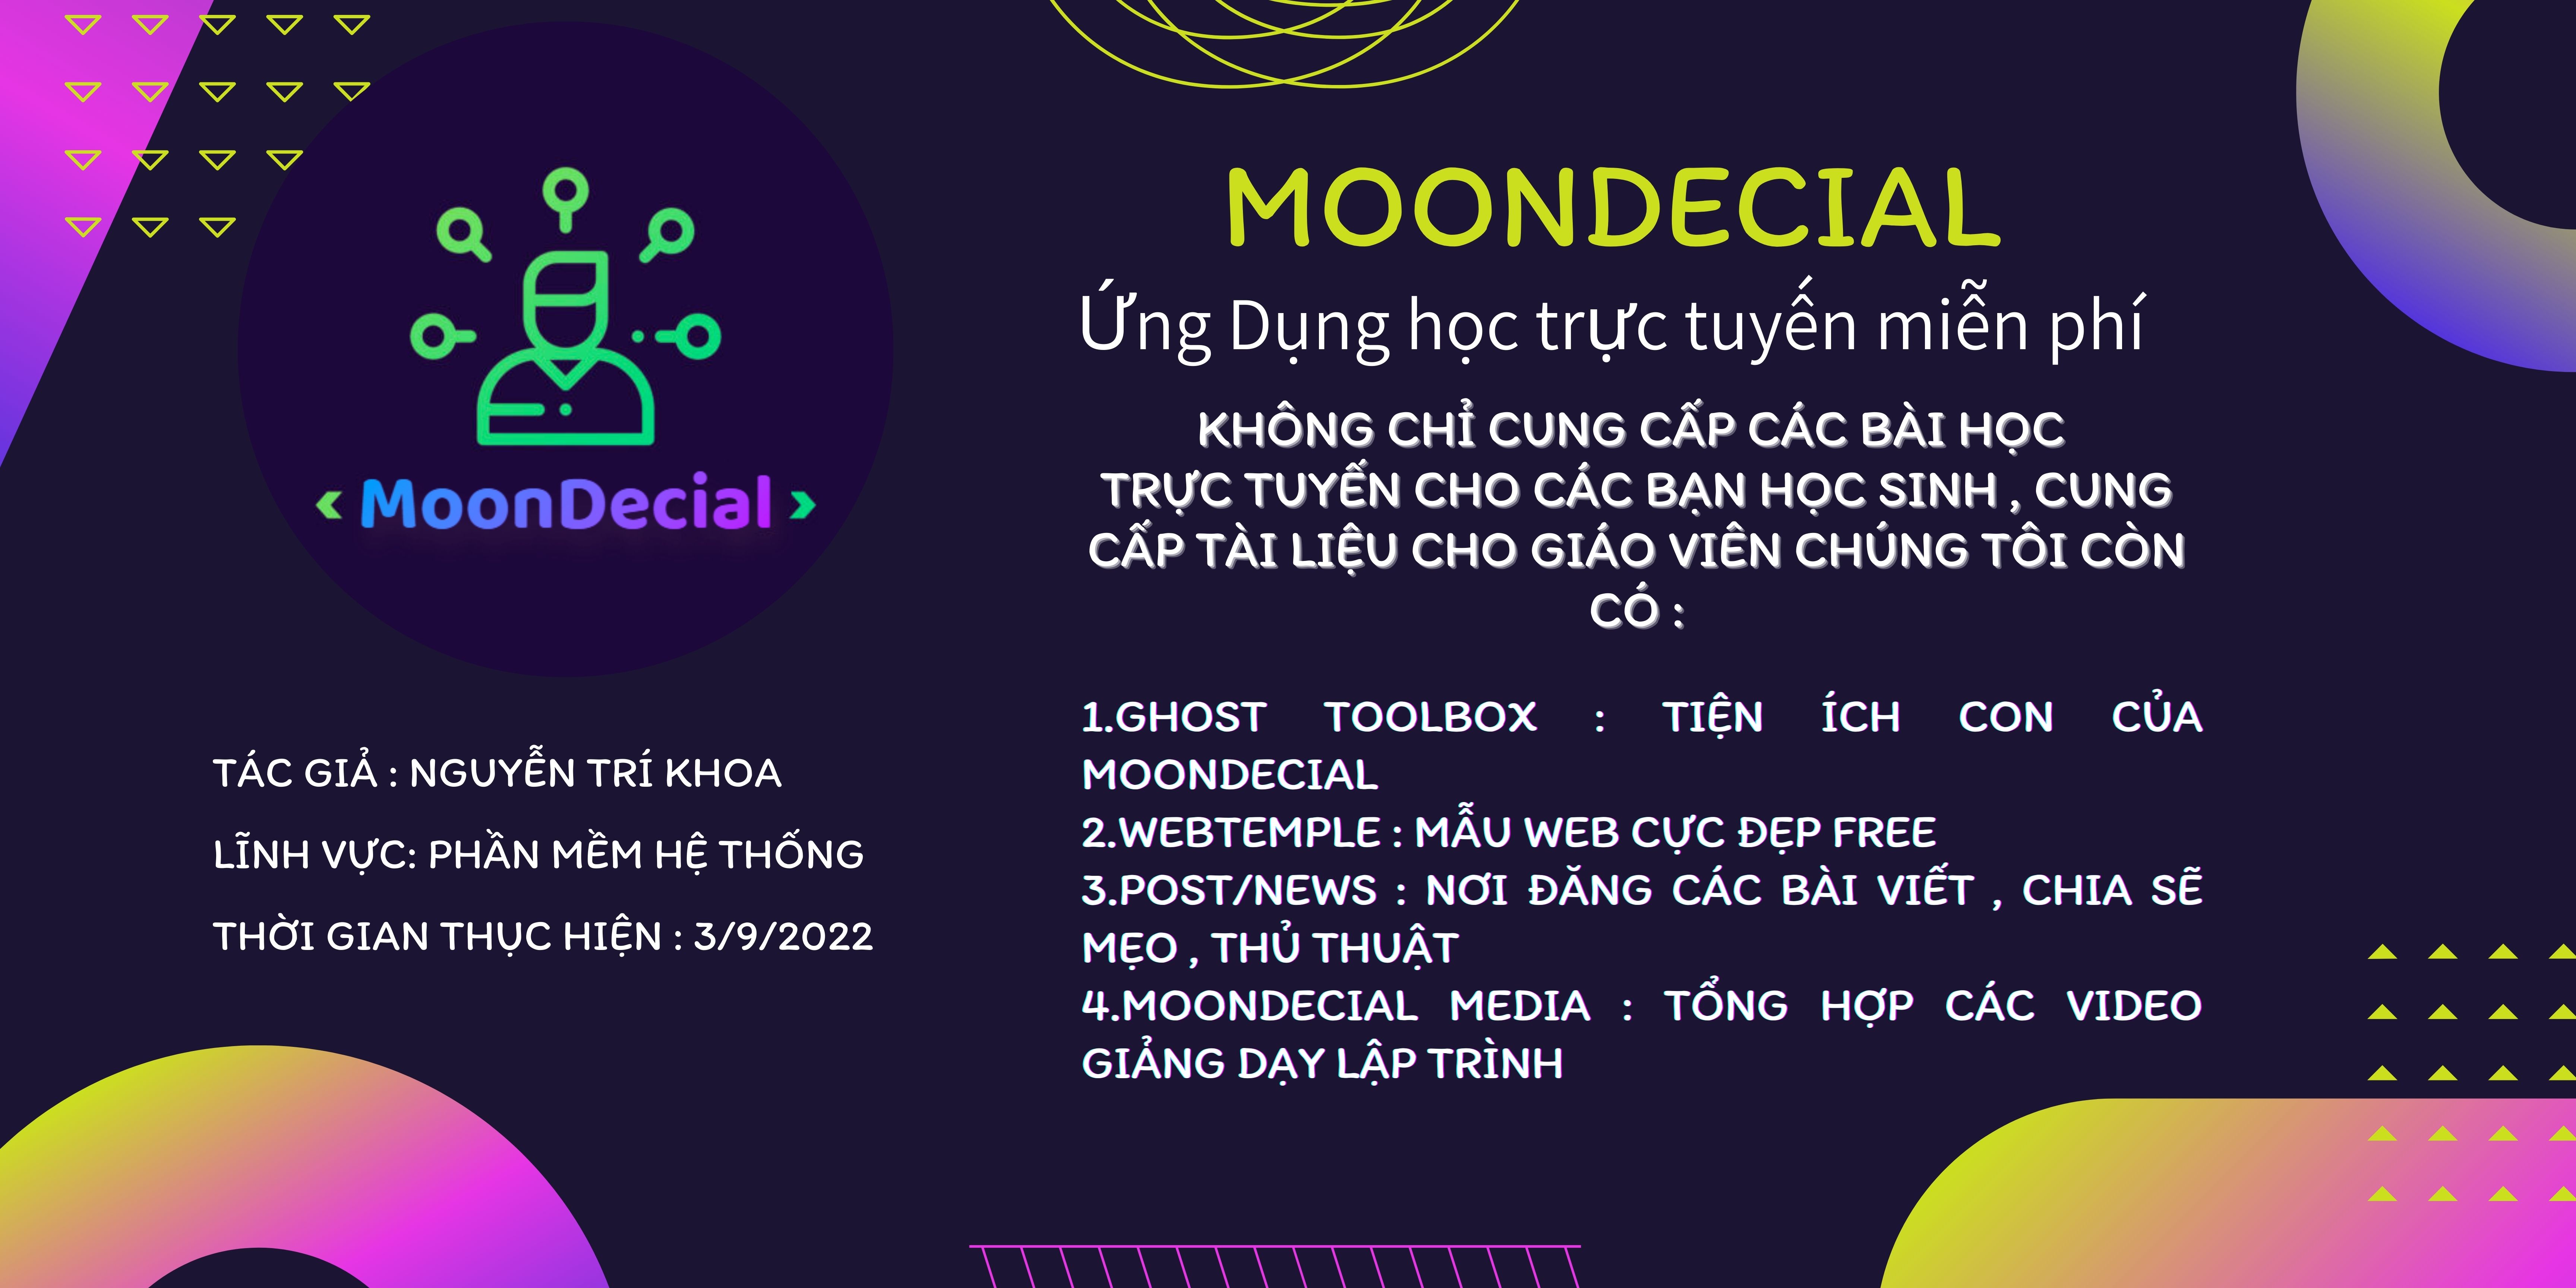 ‹ MoonDecial ›
TÁC GIẢ : NGUYỄN TRÍ KHOA
LĨNH VỰC: PHẦN MỀM HỆ THỐNG
THỜI GIAN THỰC HIỆN : 3/9/2022
MOONDECIAL
Ứng Dụng học trực tuyến miễn phí
KHÔNG CHỈ CUNG CẤP CÁC BÀI HỌC
TRỰC TUYẾN CHO CÁC BẠN HỌC SINH , CUNG
CẤP TÀI LIỆU CHO GIÁO VIÊN CHÚNG TÔI CÒN
CÓ :
1.GHOST TOOLBOX : TIỆN ÍCH CON CỦA
MOONDECIAL
2.WEBTEMPLE : MẪU WEB CỰC ĐẸP FREE
3.POST/NEWS : NƠI ĐĂNG CÁC BÀI VIẾT , CHIA SẼ
MẸO , THỦ THUẬT
4.MOONDECIAL MEDIA : TỔNG HỢP CÁC VIDEO
GIẢNG DẠY LẬP TRÌNH